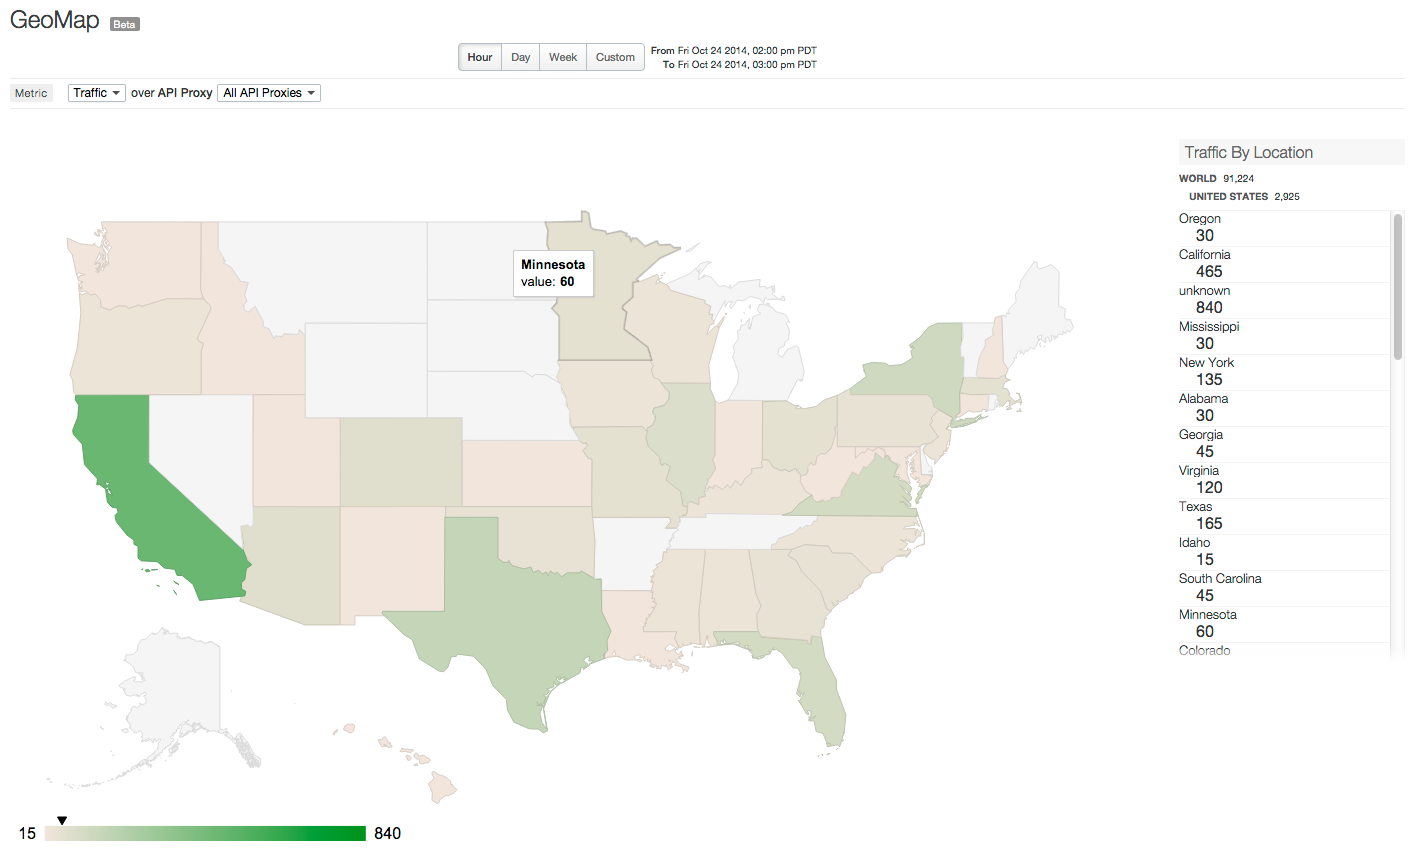 GeoMap Beta
Hour Day Week Custom
From Fri Oct 24 2014, 02:00 pm PDT
To Fri Oct 24 2014, 03:00 pm PDT
Metric Traffic over API Proxy All API Proxies
Traffic By Location
WORLD 91,224
UNITED STATES 2,925
Oregon
30
California
465
unknown
840
Mississippi
30
New York
135
Alabama
30
Georgia
45
Virginia
120
Texas
165
Idaho
15
South Carolina
45
Minnesota
60
Colorado
Minnesota
value: 60
15 840